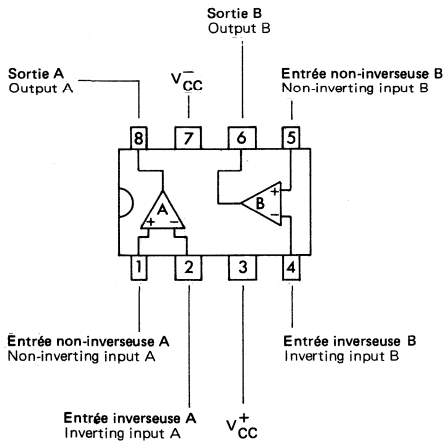 Sortie B
Output B
Sortie A
Output A
V−CC
Entrée non-inverseuse B
Non-inverting input B
8 7 6 5
A
+ −
B
+
−
1 2 3 4
Entrée non-inverseuse A
Non-inverting input A
Entrée inverseuse B
Inverting input B
Entrée inverseuse A
Inverting input A
V+CC